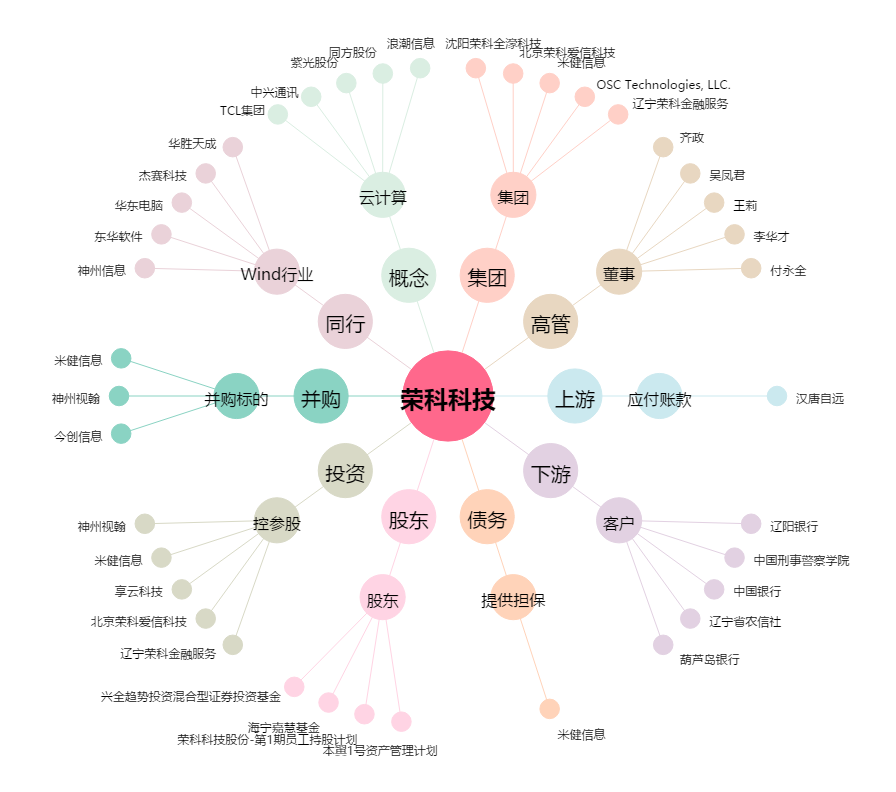 浪潮信息
同方股份
紫光股份
中兴通讯
TCL集团
云计算
概念
沈阳荣科全濠科技
北京荣科爱信科技
米健信息
OSC Technologies, LLC.
辽宁荣科金融服务
集团
集团
华胜天成
杰赛科技
华东电脑
东华软件
神州信息
Wind行业
同行
齐政
吴凤君
王莉
李华才
付永全
董事
高管
米健信息
神州视翰
今创信息
并购标的
并购
荣科科技
上游
应付账款
汉唐自远
投资
控参股
神州视翰
米健信息
享云科技
北京荣科爱信科技
辽宁荣科金融服务
下游
客户
辽阳银行
中国刑事警察学院
中国银行
辽宁省农信社
葫芦岛银行
股东
股东
兴全趋势投资混合型证券投资基金
海宁嘉慧基金
荣科科技股份-第1期员工持股计划
本翼1号资产管理计划
债务
提供担保
米健信息